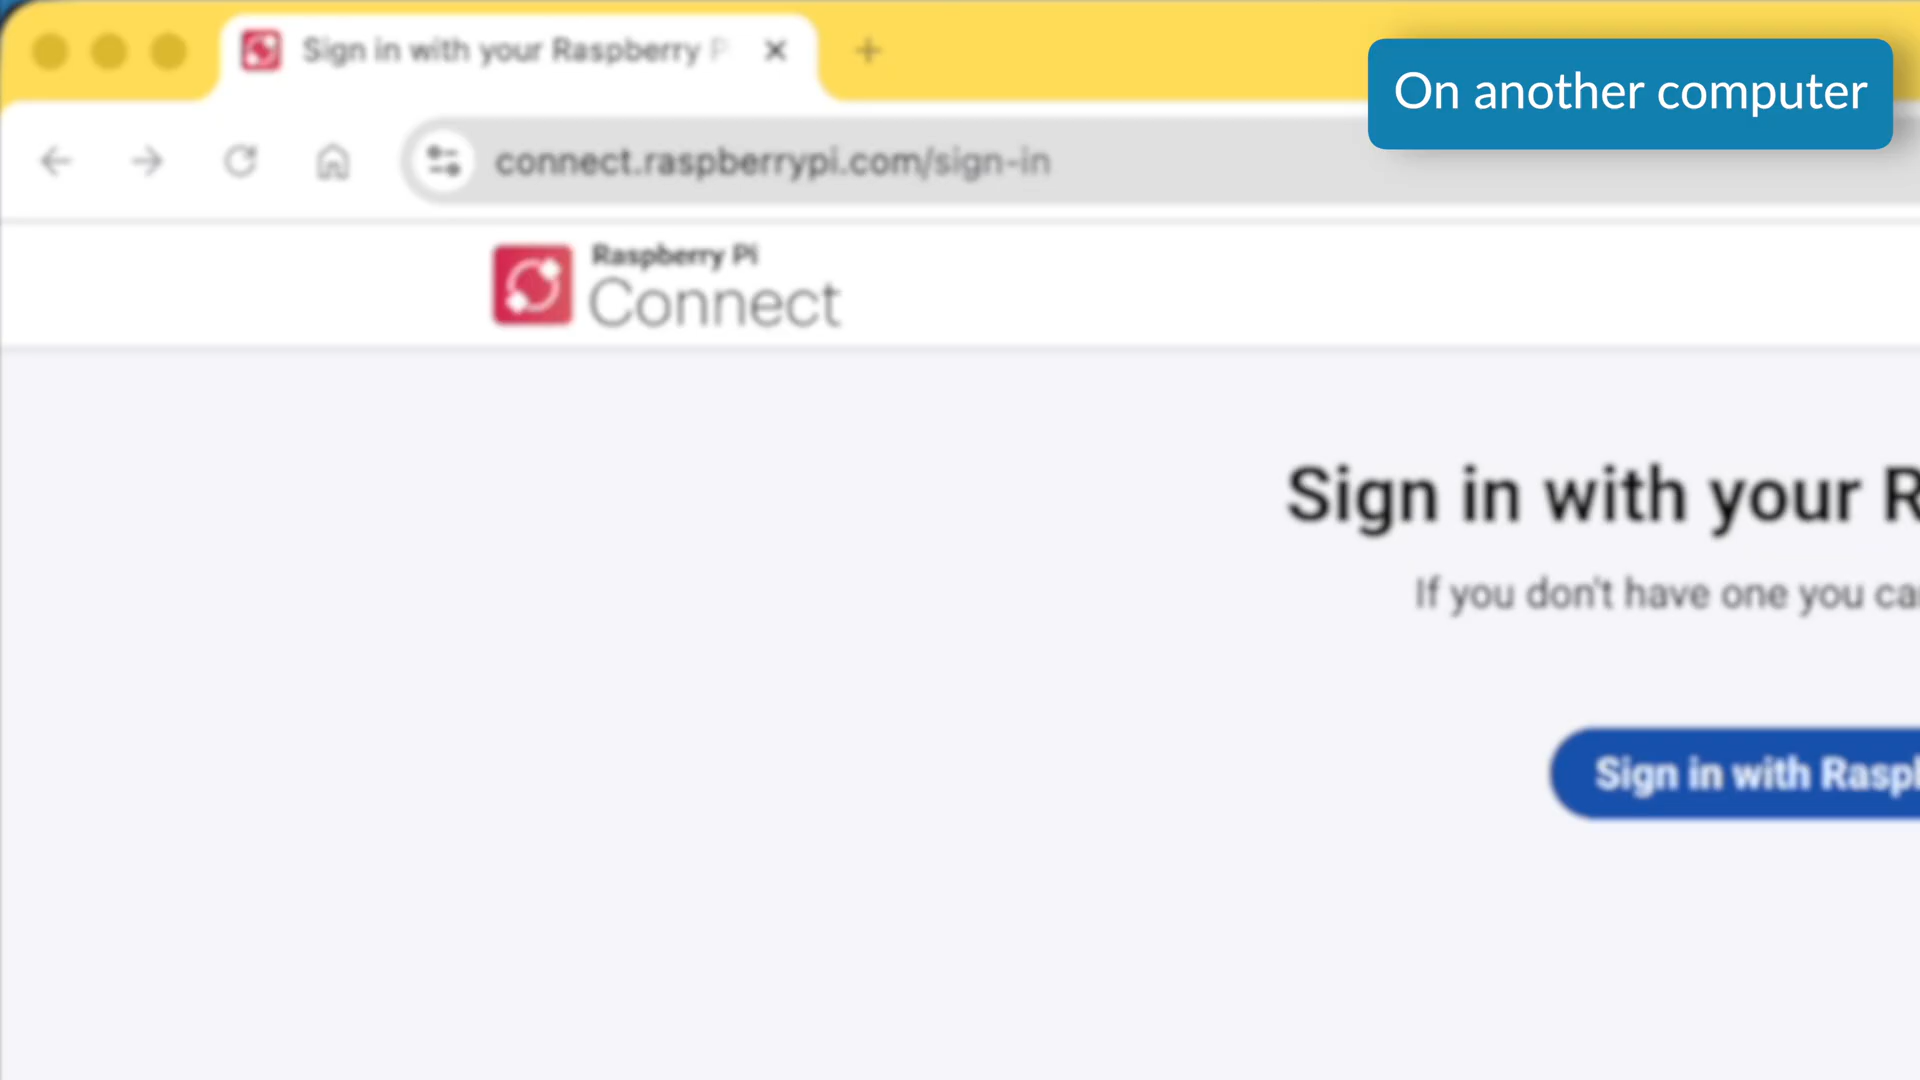 Sign in with your Raspberry P
On another computer
connect.raspberrypi.com/sign-in
Raspberry Pi
Connect
Sign in with your R
If you don't have one you ca
Sign in with Rasp